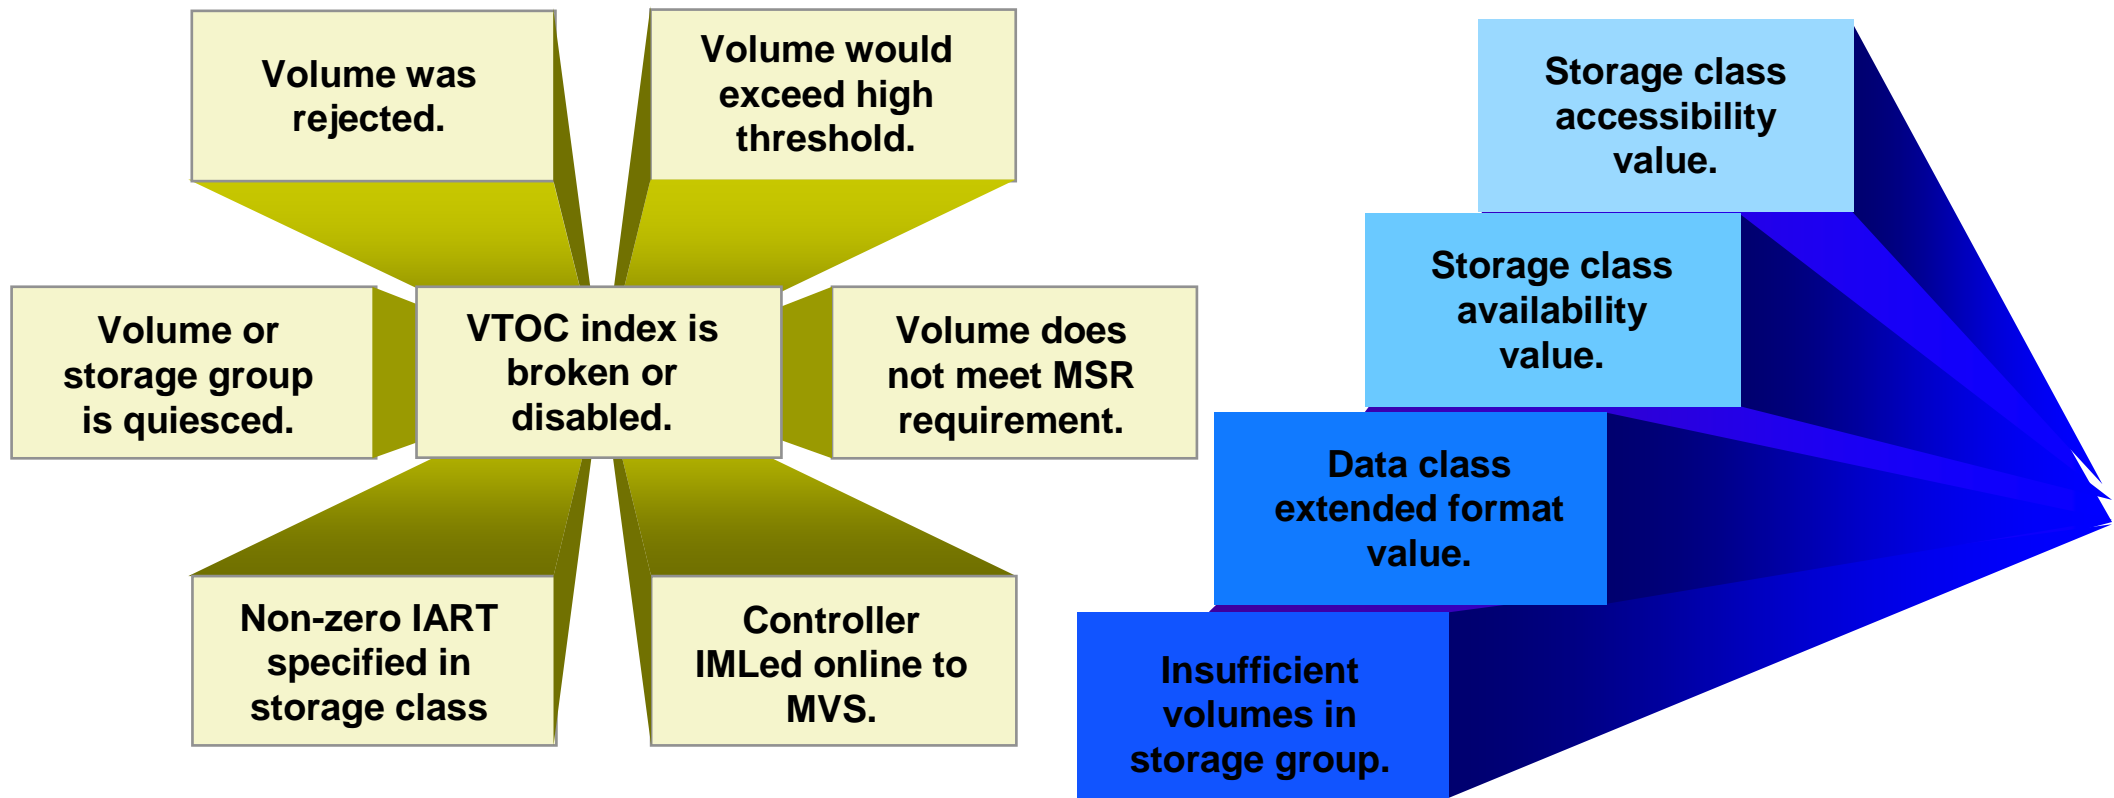 Volume was
rejected.
Volume would
exceed high
threshold.
Volume or
storage group
is quiesced.
VTOC index is
broken or
disabled.
Volume does
not meet MSR
requirement.
Non-zero IART
specified in
storage class
Controller
IMLed online to
MVS.
Storage class
accessibility
value.
Storage class
availability
value.
Data class
extended format
value.
Insufficient
volumes in
storage group.